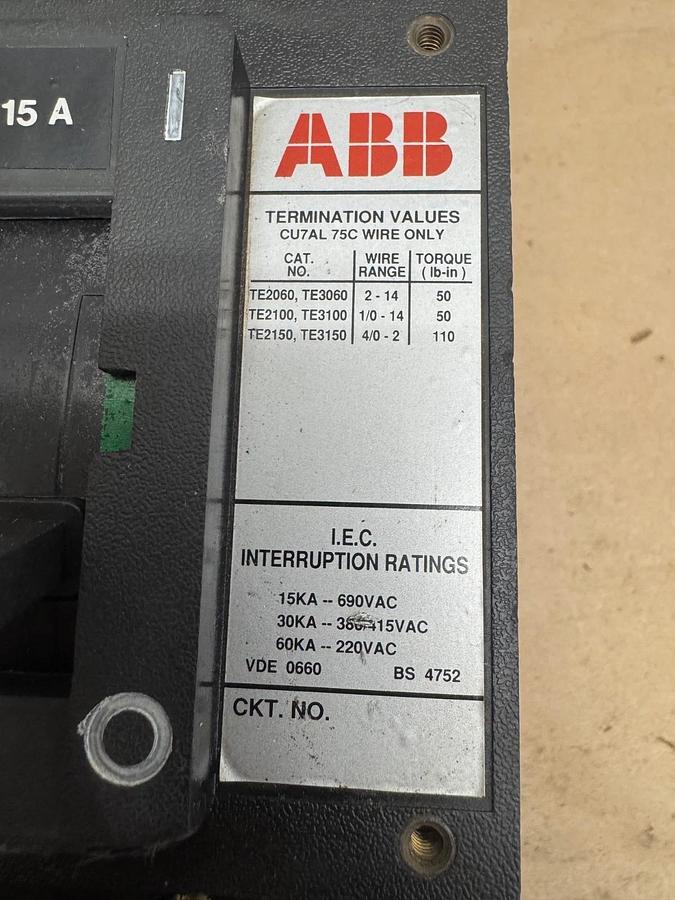 15 A
ABB
TERMINATION VALUES
CU7AL 75C WIRE ONLY
CAT. NO. WIRE RANGE TORQUE ( lb-in )
TE2060, TE3060 2 - 14 50
TE2100, TE3100 1/0 - 14 50
TE2150, TE3150 4/0 - 2 110
I.E.C.
INTERRUPTION RATINGS
15KA -- 690VAC
30KA -- 380/415VAC
60KA -- 220VAC
VDE 0660 BS 4752
CKT. NO.